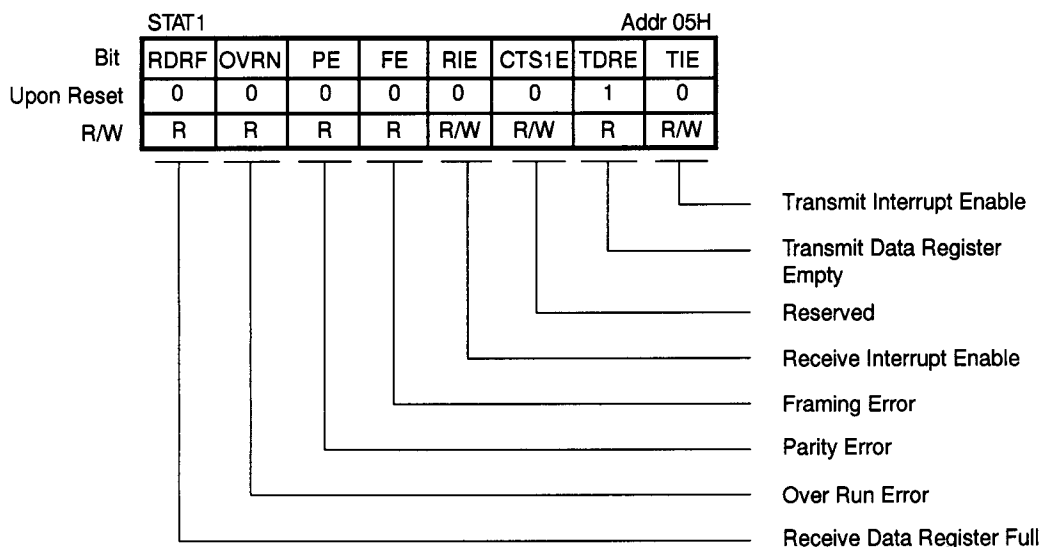 STAT1 Addr 05H
Bit RDRF OVRN PE FE RIE CTS1E TDRE TIE
Upon Reset 0 0 0 0 0 0 1 0
R/W R R R R R/W R/W R R/W
Transmit Interrupt Enable
Transmit Data Register
Empty
Reserved
Receive Interrupt Enable
Framing Error
Parity Error
Over Run Error
Receive Data Register Full